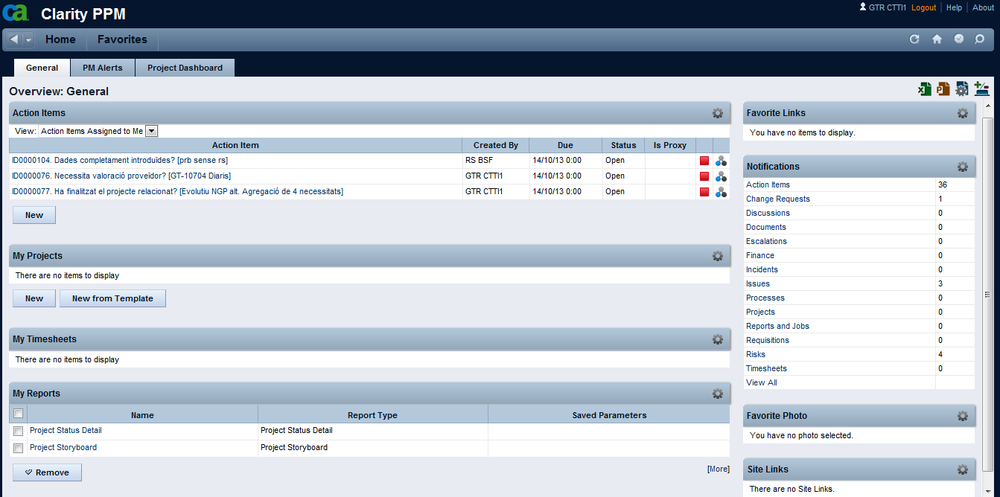 ca Clarity PPM
GTR CTTI1 Logout Help About
Home Favorites
General PM Alerts Project Dashboard
Overview: General
Action Items
View: Action Items Assigned to Me
Action Item Created By Due Status Is Proxy
ID0000104. Dades completament introduïdes? [prb sense rs] RS BSF 14/10/13 0:00 Open
ID0000076. Necessita valoració proveïdor? [GT-10704 Diaris] GTR CTTI1 14/10/13 0:00 Open
ID0000077. Ha finalitzat el projecte relacionat? [Evolutiu NGP alt. Agregació de 4 necessitats] GTR CTTI1 14/10/13 0:00 Open
New
My Projects
There are no items to display
New New from Template
My Timesheets
There are no items to display
My Reports
Name Report Type Saved Parameters
Project Status Detail Project Status Detail
Project Storyboard Project Storyboard
Remove [More]
Favorite Links
You have no items to display.
Notifications
Action Items 36
Change Requests 1
Discussions 0
Documents 0
Escalations 0
Finance 0
Incidents 0
Issues 3
Processes 0
Projects 0
Reports and Jobs 0
Requisitions 0
Risks 4
Timesheets 0
View All
Favorite Photo
You have no photo selected.
Site Links
There are no Site Links.